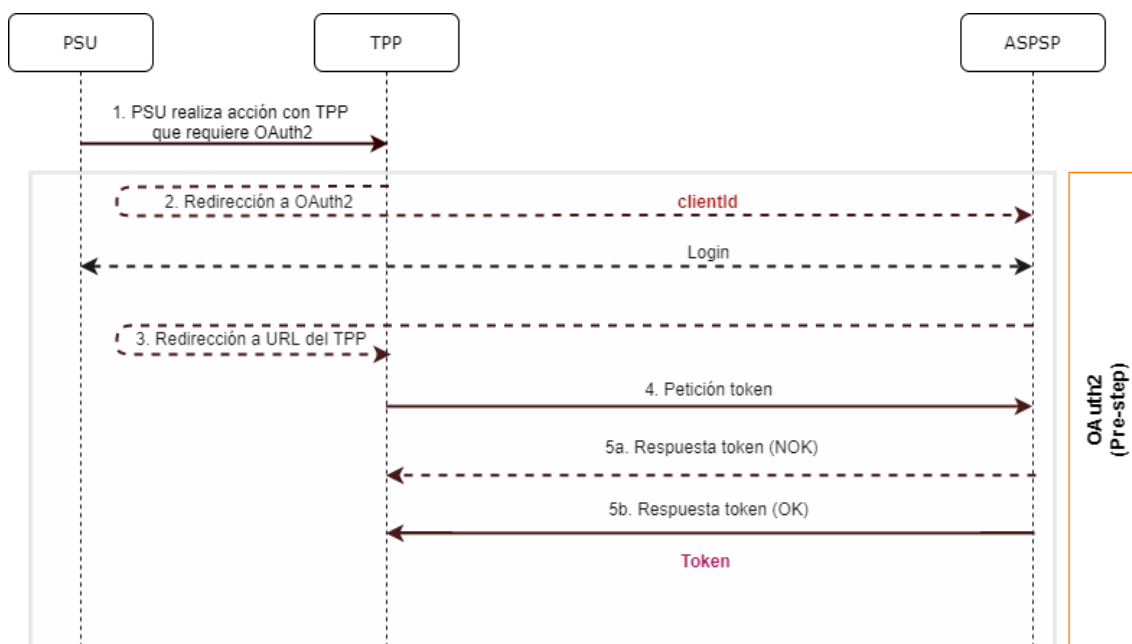 PSU
TPP
ASPSP
1. PSU realiza acción con TPP
que requiere OAuth2
2. Redirección a OAuth2
clientId
Login
3. Redirección a URL del TPP
4. Petición token
5a. Respuesta token (NOK)
5b. Respuesta token (OK)
Token
OAuth2
(Pre-step)